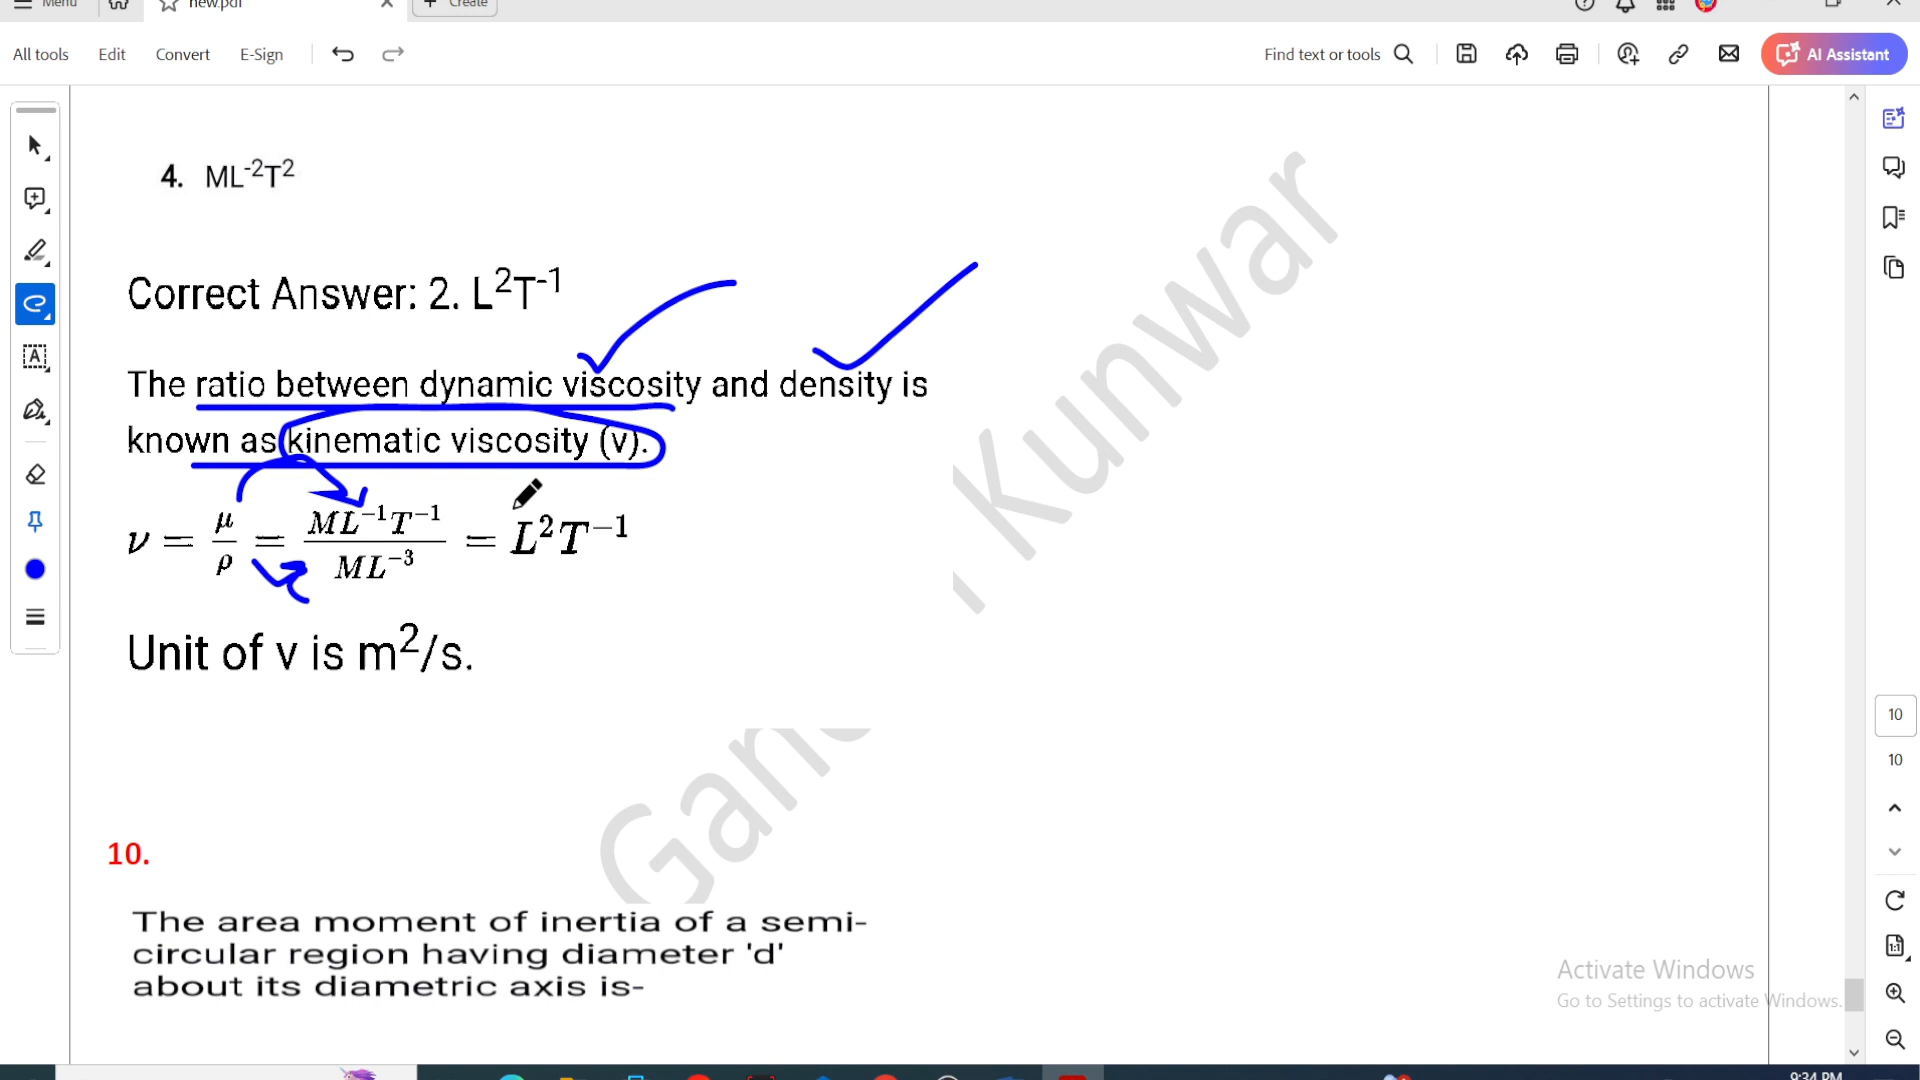 Menu
new.pdf
Create
All tools
Edit
Convert
E-Sign
Find text or tools
AI Assistant
4. ML⁻²T²
Correct Answer: 2. L²T⁻¹
The ratio between dynamic viscosity and density is
known as kinematic viscosity (v).
ν = μ/ρ = ML⁻¹T⁻¹/ML⁻³ = L²T⁻¹
Unit of v is m²/s.
Kunwar
10
10
10.
The area moment of inertia of a semi-
circular region having diameter 'd'
about its diametric axis is-
Activate Windows
Go to Settings to activate Windows.
9:34 PM